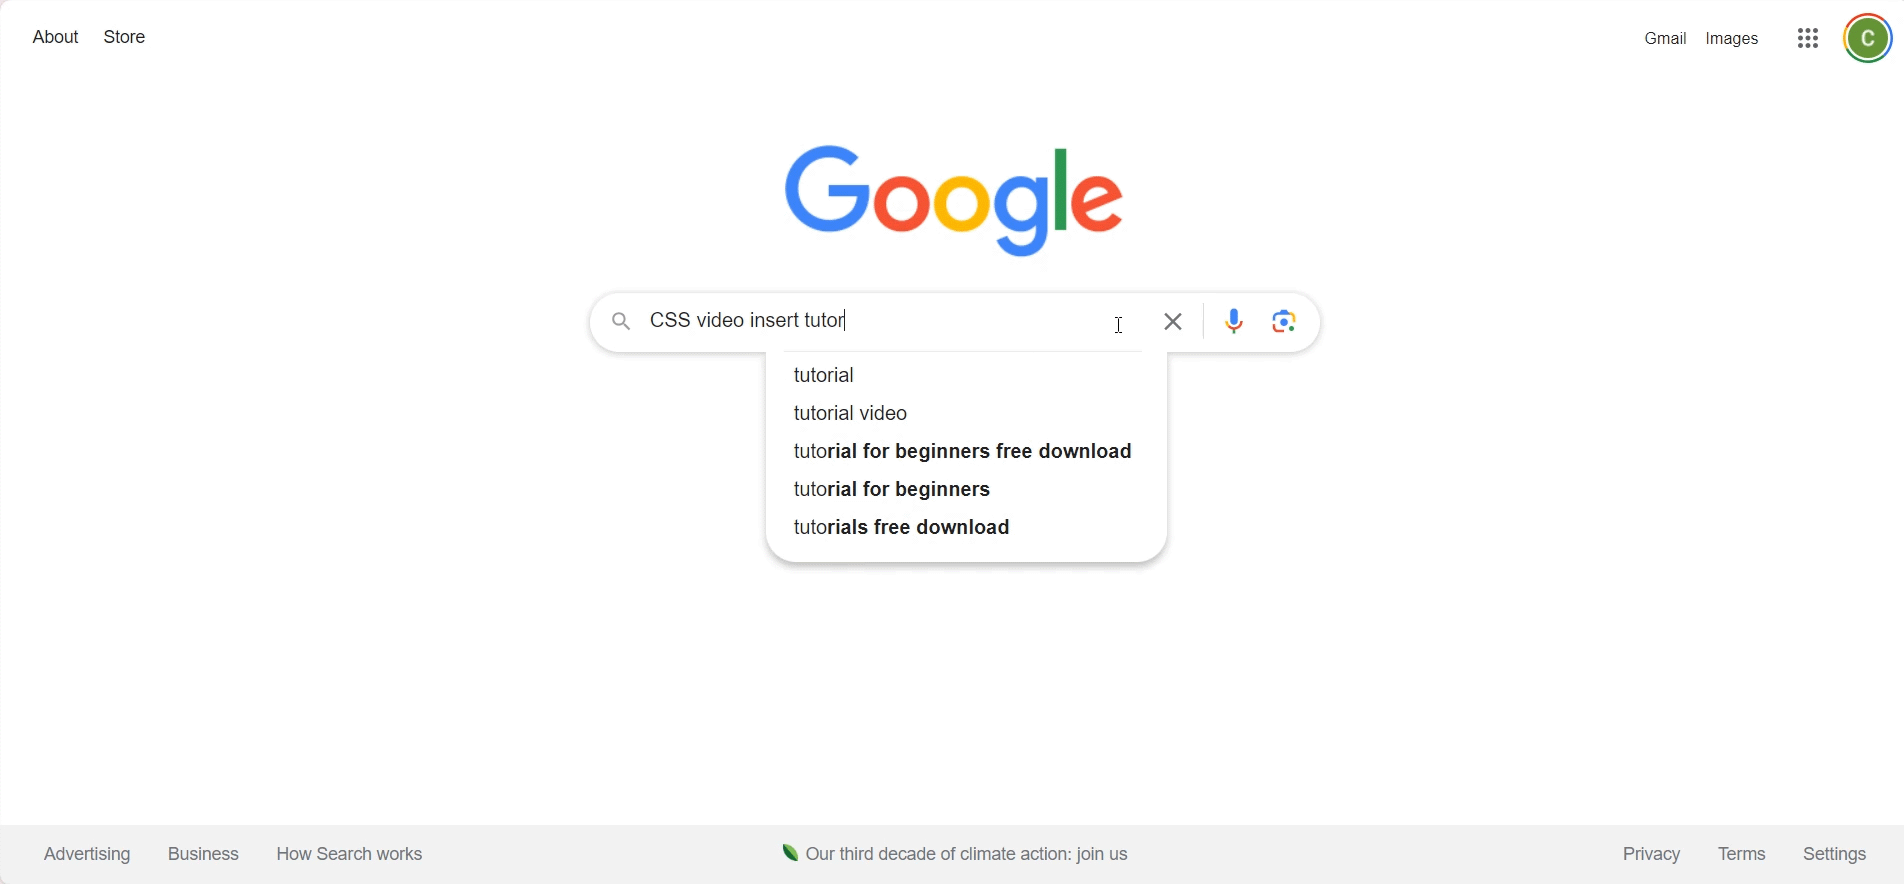 About Store
Gmail Images
C
Google
CSS video insert tutor
tutorial
tutorial video
tutorial for beginners free download
tutorial for beginners
tutorials free download
Advertising Business How Search works
Our third decade of climate action: join us
Privacy Terms Settings